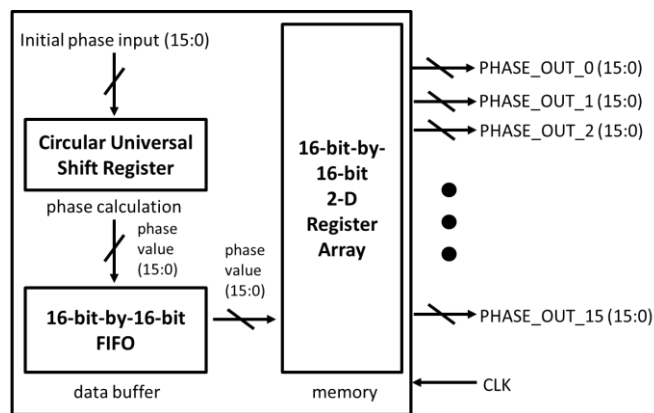 Initial phase input (15:0)
Circular Universal
Shift Register
phase calculation
phase
value
(15:0)
16-bit-by-16-bit
FIFO
data buffer
phase
value
(15:0)
16-bit-by-
16-bit
2-D
Register
Array
memory
PHASE_OUT_0 (15:0)
PHASE_OUT_1 (15:0)
PHASE_OUT_2 (15:0)
PHASE_OUT_15 (15:0)
CLK